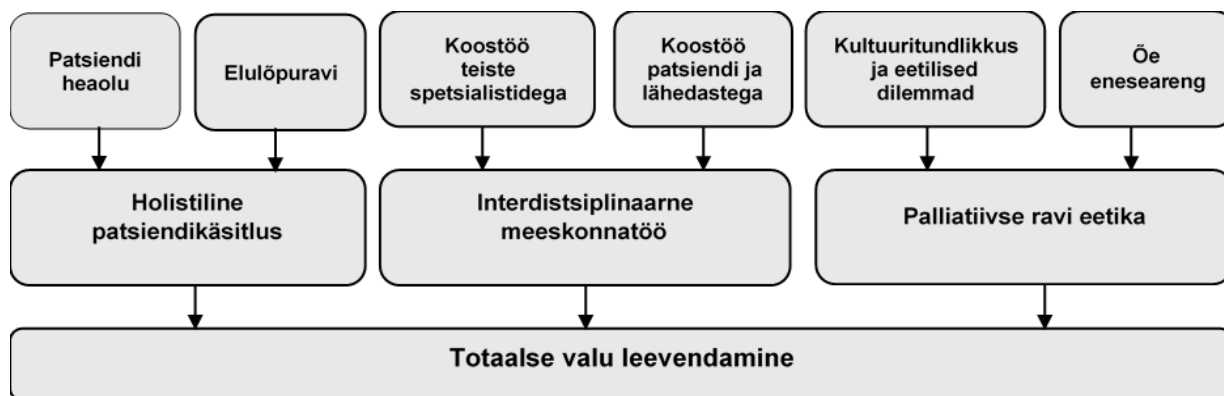 Patsiendi
heaolu
Elulõpuravi
Koostöö
teiste
spetsialistidega
Koostöö
patsiendi ja
lähedastega
Kultuuritundlikkus
ja eetilised
dilemmad
Õe
eneseareng
Holistiline
patsiendikäsitlus
Interdistsiplinaarne
meeskonnatöö
Palliatiivse ravi eetika
Totaalse valu leevendamine